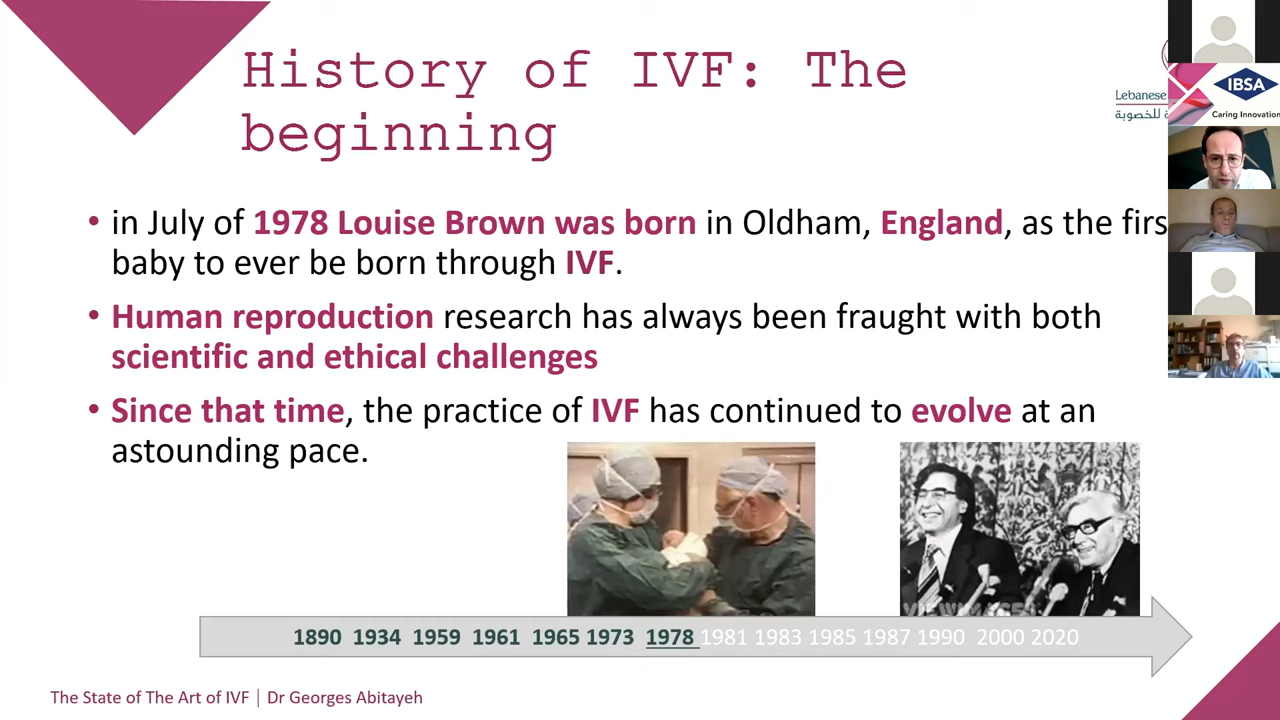 History of IVF: The
beginning
Lebanese
للخصوبة
IBSA
Caring Innovation
• in July of 1978 Louise Brown was born in Oldham, England, as the firs
baby to ever be born through IVF.
• Human reproduction research has always been fraught with both
scientific and ethical challenges
• Since that time, the practice of IVF has continued to evolve at an
astounding pace.
1890 1934 1959 1961 1965 1973 1978 1981 1983 1985 1987 1990 2000 2020
The State of The Art of IVF | Dr Georges Abitayeh